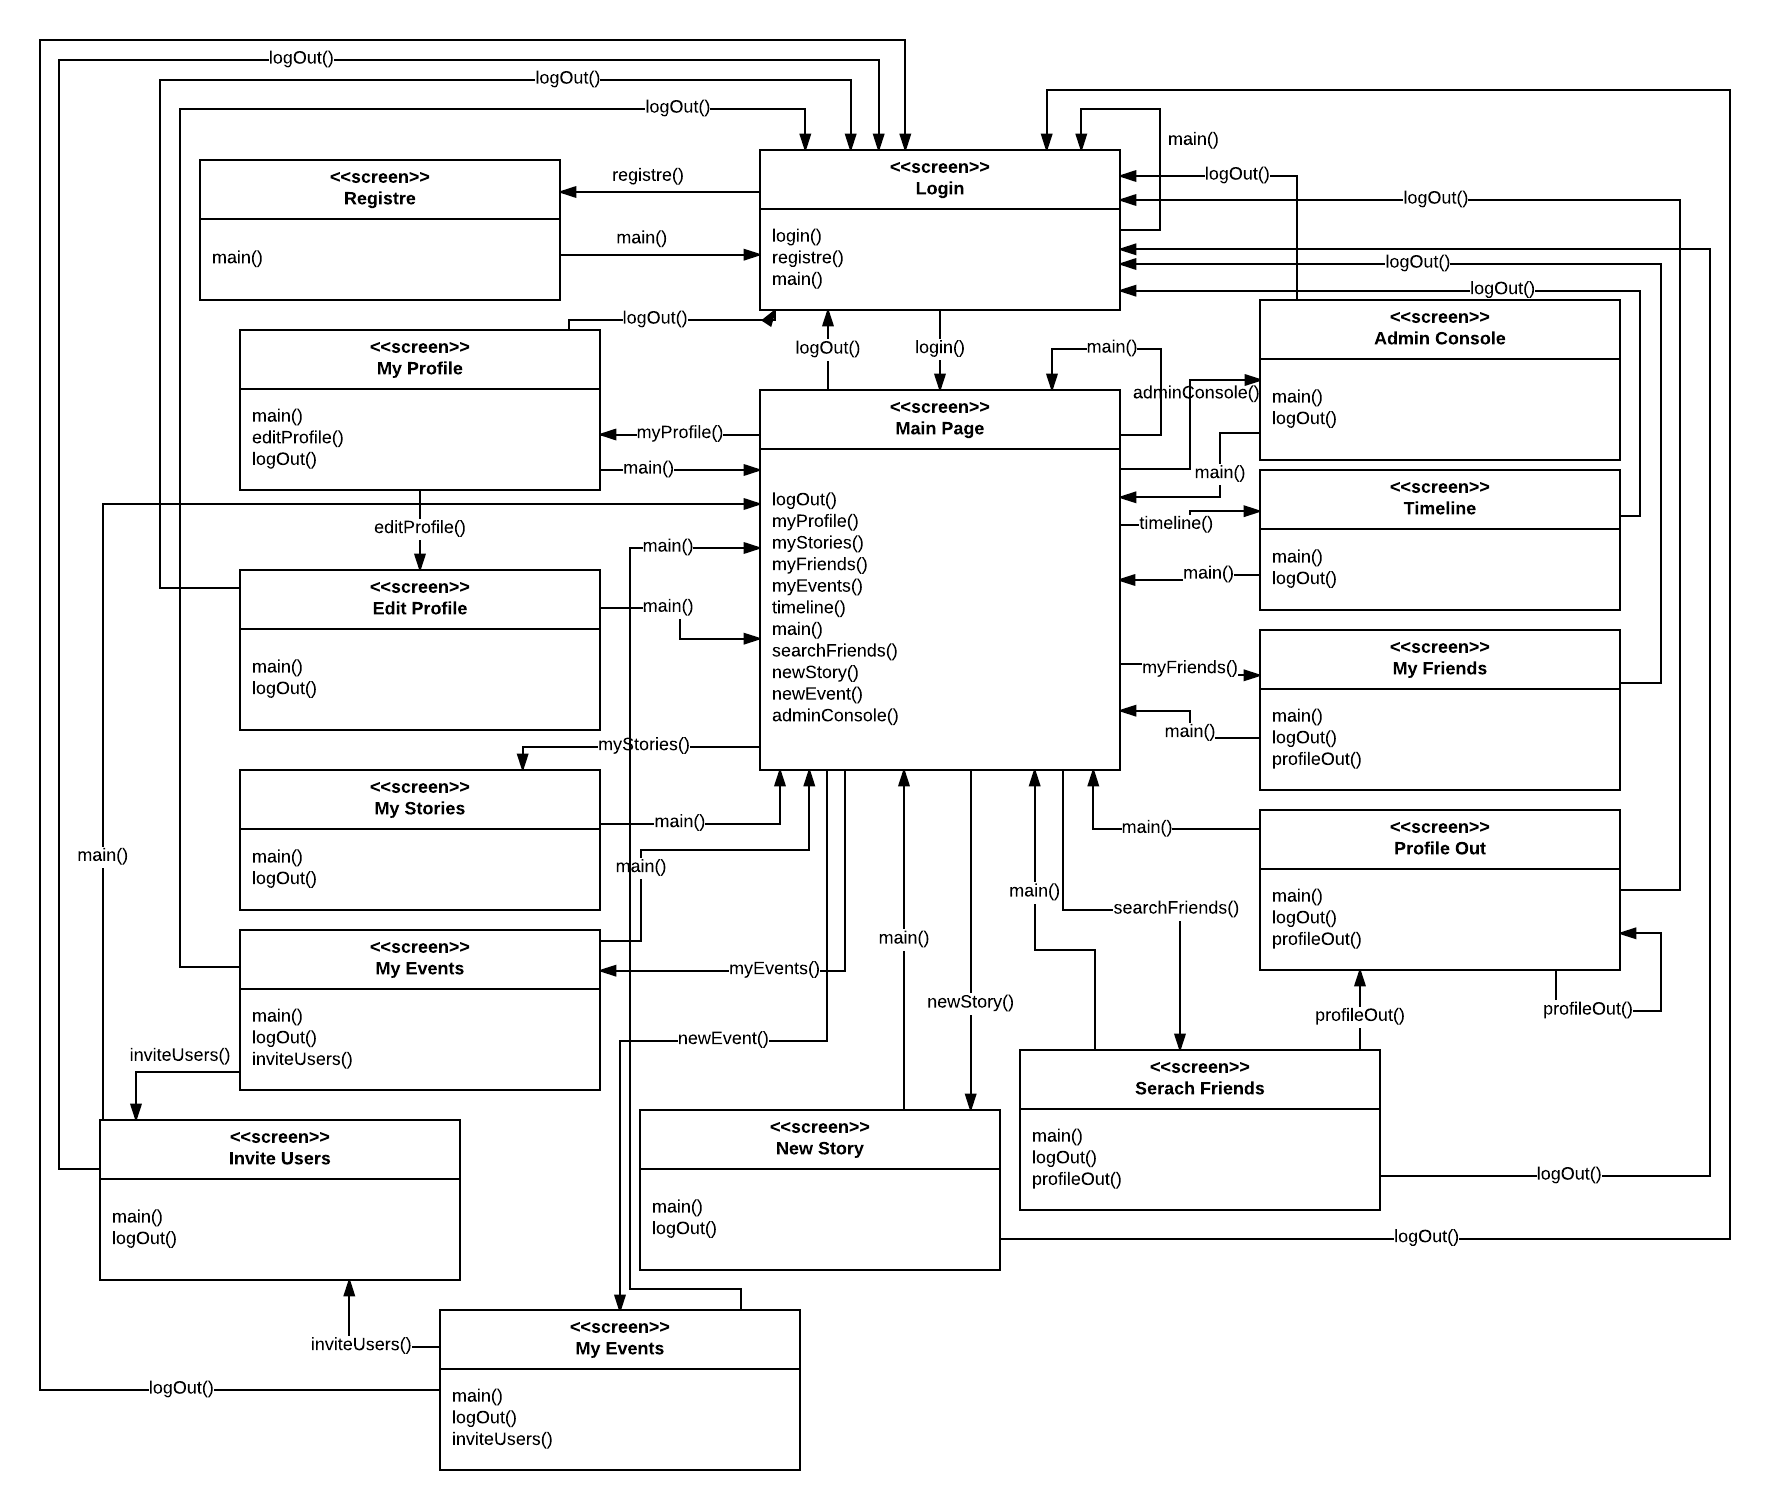 logOut()
logOut()
logOut()
main()
<<screen>>
Login
login()
registre()
main()
registre()
main()
<<screen>>
Registre
main()
logOut()
logOut()
logOut()
logOut()
logOut()
logOut()
login()
main()
adminConsole()
<<screen>>
Admin Console
main()
logOut()
<<screen>>
My Profile
main()
editProfile()
logOut()
myProfile()
main()
<<screen>>
Main Page
logOut()
myProfile()
myStories()
myFriends()
myEvents()
timeline()
main()
searchFriends()
newStory()
newEvent()
adminConsole()
main()
timeline()
main()
<<screen>>
Timeline
main()
logOut()
editProfile()
main()
main()
<<screen>>
Edit Profile
main()
logOut()
myFriends()
main()
<<screen>>
My Friends
main()
logOut()
profileOut()
myStories()
<<screen>>
My Stories
main()
logOut()
main()
main()
main()
main()
<<screen>>
Profile Out
main()
logOut()
profileOut()
main()
searchFriends()
main()
<<screen>>
My Events
main()
logOut()
inviteUsers()
myEvents()
newStory()
newEvent()
profileOut()
profileOut()
inviteUsers()
<<screen>>
Serach Friends
main()
logOut()
profileOut()
<<screen>>
Invite Users
main()
logOut()
<<screen>>
New Story
main()
logOut()
logOut()
logOut()
inviteUsers()
logOut()
<<screen>>
My Events
main()
logOut()
inviteUsers()